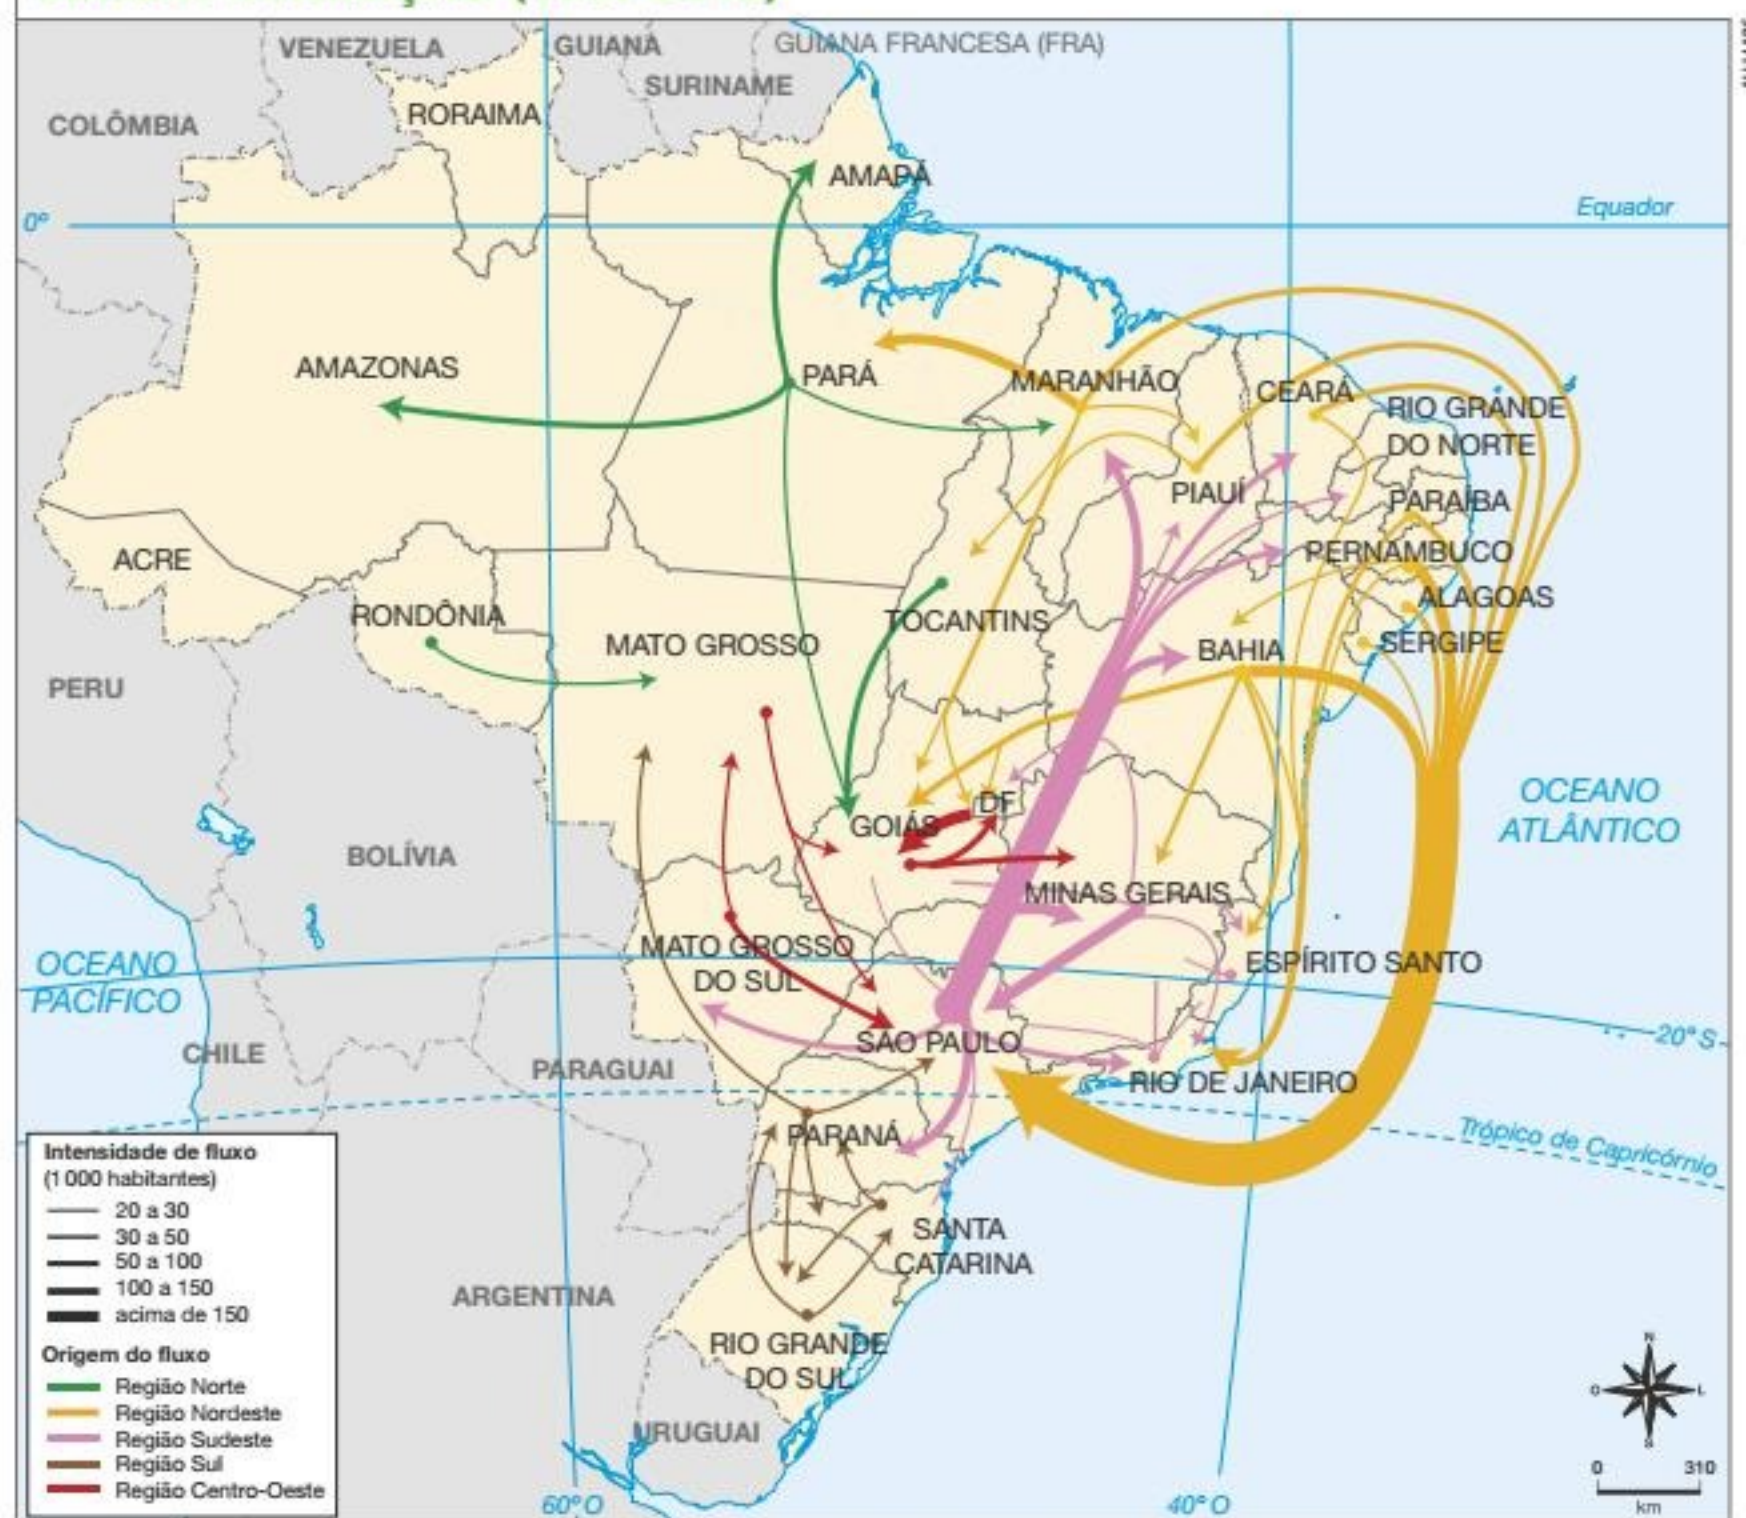 VENEZUELA
GUIANA
GUIANA FRANCESA (FRA)
SURINAME
COLÔMBIA
RORAIMA
AMAPÁ
0°
Equador
AMAZONAS
PARÁ
MARANHÃO
CEARÁ
RIO GRANDE
DO NORTE
PIAUÍ
PARAÍBA
PERNAMBUCO
ACRE
ALAGOAS
RONDÔNIA
TOCANTINS
SERGIPE
MATO GROSSO
BAHIA
PERU
OCEANO
ATLÂNTICO
DF
GOIÁS
BOLÍVIA
MINAS GERAIS
MATO GROSSO
DO SUL
ESPÍRITO SANTO
OCEANO
PACÍFICO
20° S
SÃO PAULO
CHILE
PARAGUAI
RIO DE JANEIRO
PARANÁ
Trópico de Capricórnio
SANTA
CATARINA
ARGENTINA
RIO GRANDE
DO SUL
URUGUAI
60° O
40° O
Intensidade de fluxo
(1 000 habitantes)
20 a 30
30 a 50
50 a 100
100 a 150
acima de 150
Origem do fluxo
Região Norte
Região Nordeste
Região Sudeste
Região Sul
Região Centro-Oeste
N
O
L
S
0 310
km